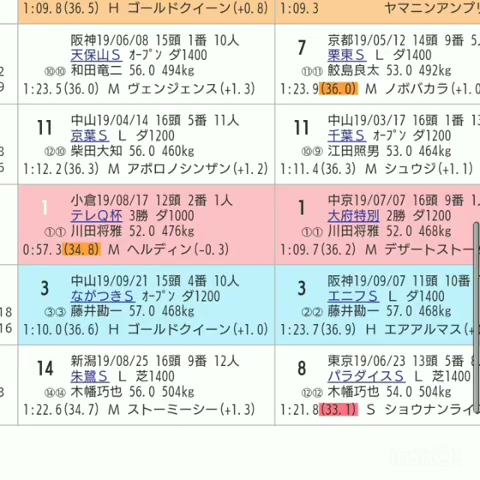 1:09.8(36.5) H ゴールドクイーン(+0.8)
1:09.3 ヤマニンアンプリ
阪神19/06/08 15頭 1番 10人
天保山S オープン ダ1400
⑩⑩ 和田竜二 56.0 494kg
1:23.5(36.0) M ヴェンジェンス(+1.3)
7 京都19/05/12 14頭 9番
栗東S L ダ1400
⑪⑪ 鮫島良太 53.0 492kg
1:23.9(36.0) M ノボバカラ(+1.0
11 中山19/04/14 16頭 5番 11人
京葉S L ダ1200
⑫⑩ 柴田大知 56.0 460kg
1:12.2(36.3) M アポロノシンザン(+1.2)
11 中山19/03/17 16頭 1番
千葉S オープン ダ1200
⑩⑨ 江田照男 53.0 464kg
1:11.4(36.3) M シュウジ(+1.1)
1 小倉19/08/17 12頭 2番 1人
テレQ杯 3勝 ダ1000
①① 川田将雅 52.0 476kg
0:57.3(34.8) M ヘルディン(-0.3)
1 中京19/07/07 16頭 9番
大府特別 2勝 ダ1200
①① 川田将雅 52.0 468kg
1:09.7(36.2) M デザートストー
3 中山19/09/21 15頭 4番 10人
ながつきS オープン ダ1200
③③ 藤井勘一 57.0 468kg
1:10.0(36.6) H ゴールドクイーン(+1.0)
3 阪神19/09/07 11頭 10番
エニフS L ダ1400
②② 藤井勘一 57.0 468kg
1:23.7(36.9) H エアアルマス(+
18
16
14 新潟19/08/25 16頭 9番 12人
朱鷺S L 芝1400
⑭⑭ 木幡巧也 56.0 504kg
1:22.6(34.7) M ストーミーシー(+1.3)
8 東京19/06/23 13頭 5番
パラダイスS L 芝1400
⑫⑫ 木幡巧也 54.0 504kg
1:21.8(33.1) S ショウナンライ